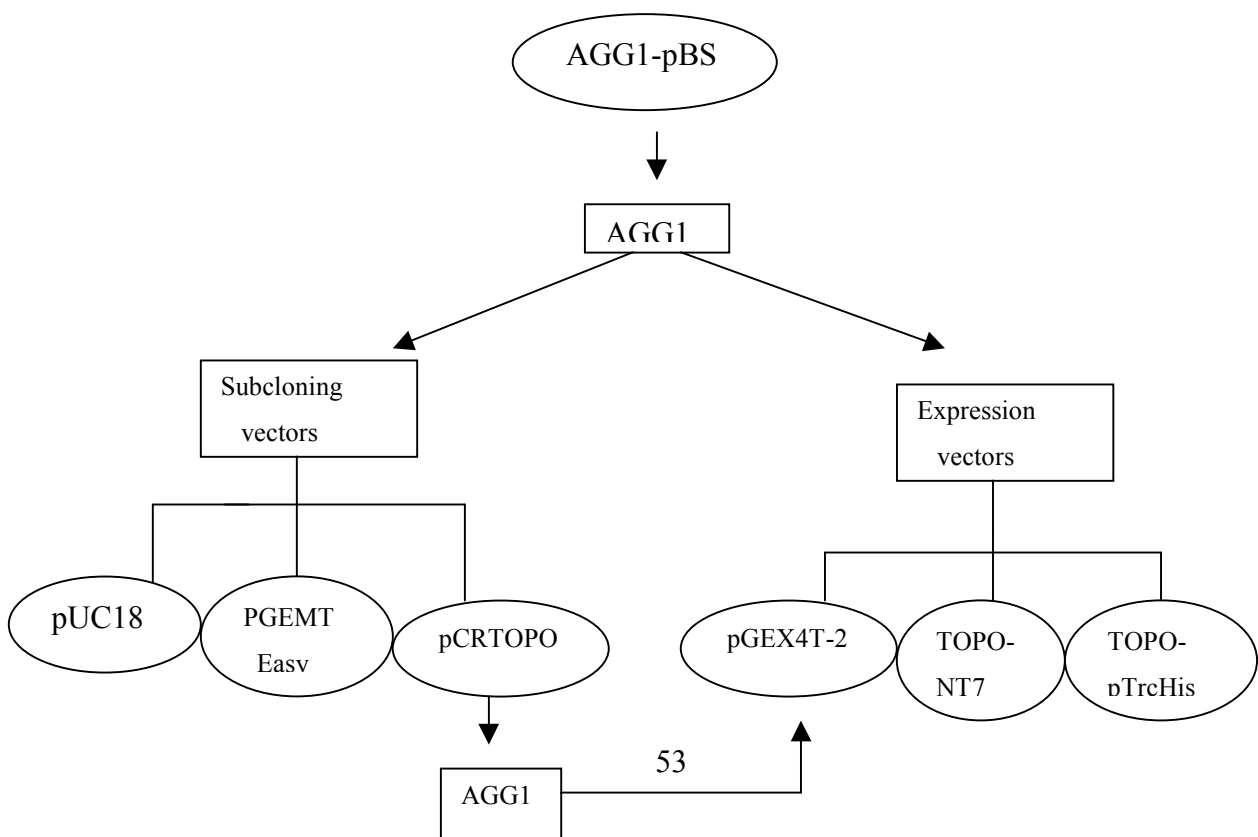 AGG1-pBS
AGG1
Subcloning
vectors
Expression
vectors
pUC18
PGEMT
Easy
pCRTOPO
pGEX4T-2
TOPO-
NT7
TOPO-
pTrcHis
AGG1
53